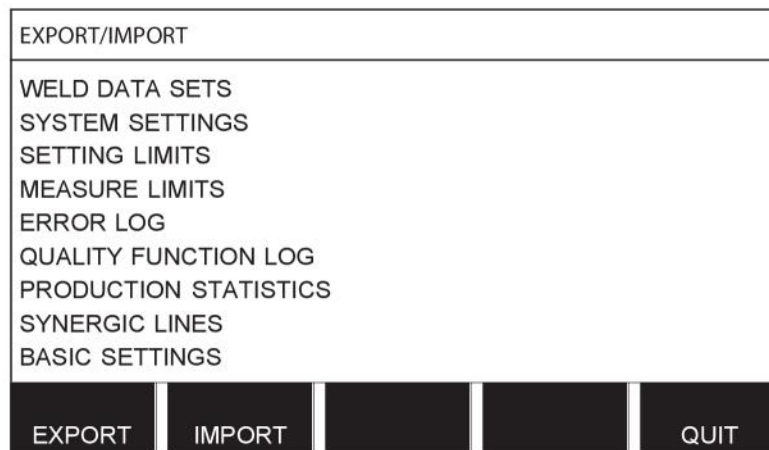 EXPORT/IMPORT
WELD DATA SETS
SYSTEM SETTINGS
SETTING LIMITS
MEASURE LIMITS
ERROR LOG
QUALITY FUNCTION LOG
PRODUCTION STATISTICS
SYNERGIC LINES
BASIC SETTINGS
EXPORT IMPORT QUIT